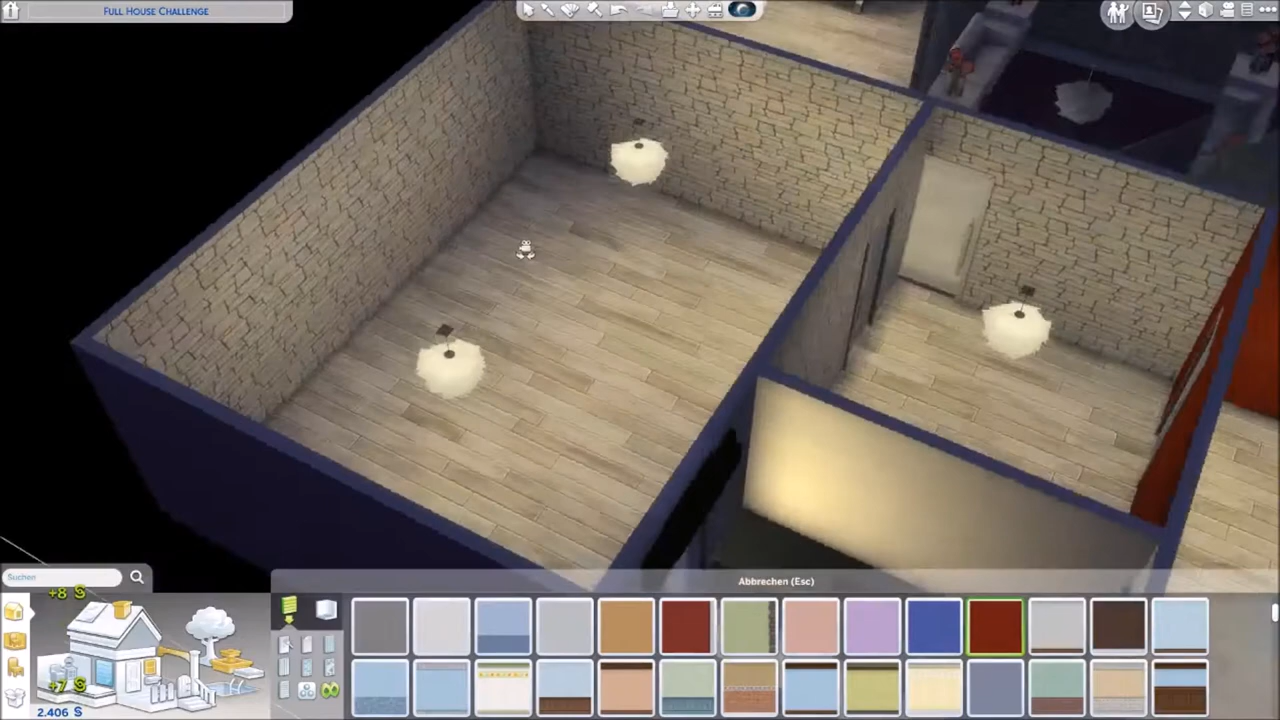 FULL HOUSE CHALLENGE
Abbrechen (Esc)
Suchen
+8 S
+7 S
2.406 S